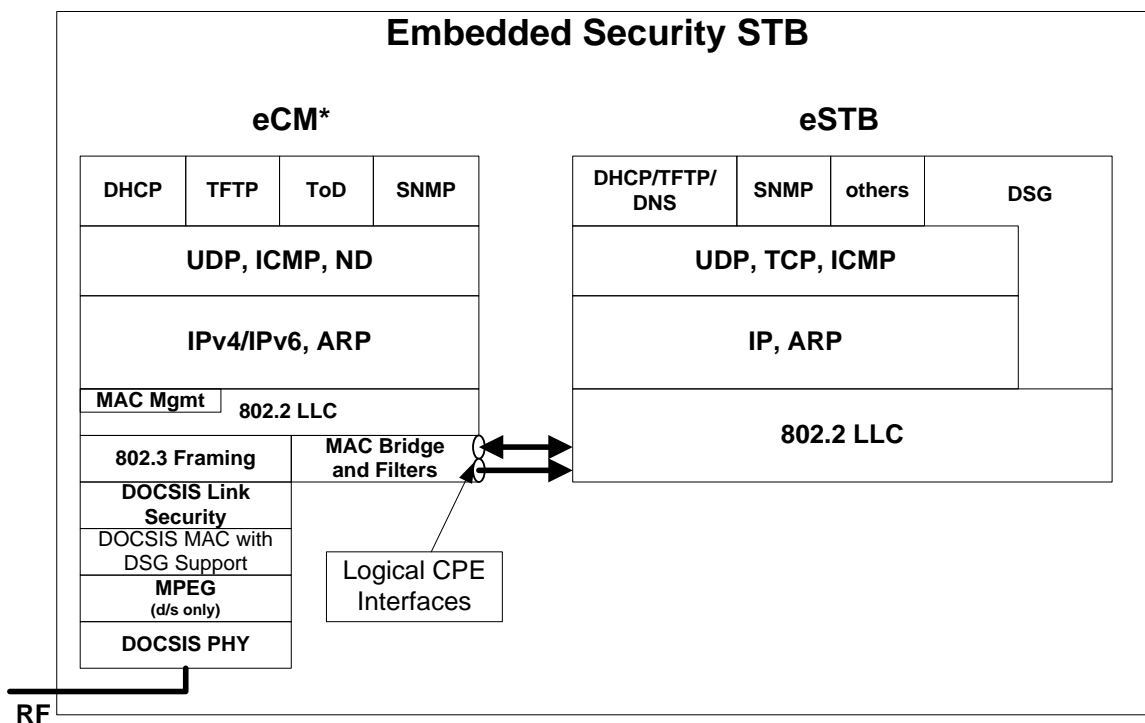 Embedded Security STB
eCM*
eSTB
DHCP
TFTP
ToD
SNMP
UDP, ICMP, ND
IPv4/IPv6, ARP
MAC Mgmt
802.2 LLC
802.3 Framing
MAC Bridge
and Filters
DOCSIS Link
Security
DOCSIS MAC with
DSG Support
MPEG
(d/s only)
DOCSIS PHY
RF
DHCP/TFTP/
DNS
SNMP
others
DSG
UDP, TCP, ICMP
IP, ARP
802.2 LLC
Logical CPE
Interfaces